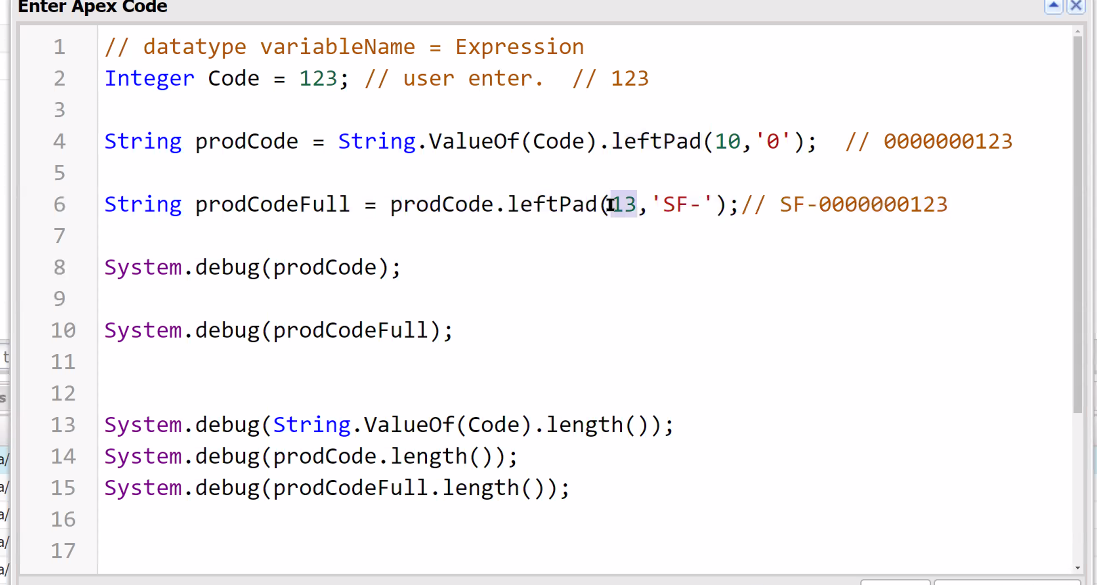 Enter Apex Code
1 // datatype variableName = Expression
2 Integer Code = 123; // user enter.  // 123
3
4 String prodCode = String.ValueOf(Code).leftPad(10,'0');  // 0000000123
5
6 String prodCodeFull = prodCode.leftPad(13,'SF-');// SF-0000000123
7
8 System.debug(prodCode);
9
10 System.debug(prodCodeFull);
11
12
13 System.debug(String.ValueOf(Code).length());
14 System.debug(prodCode.length());
15 System.debug(prodCodeFull.length());
16
17